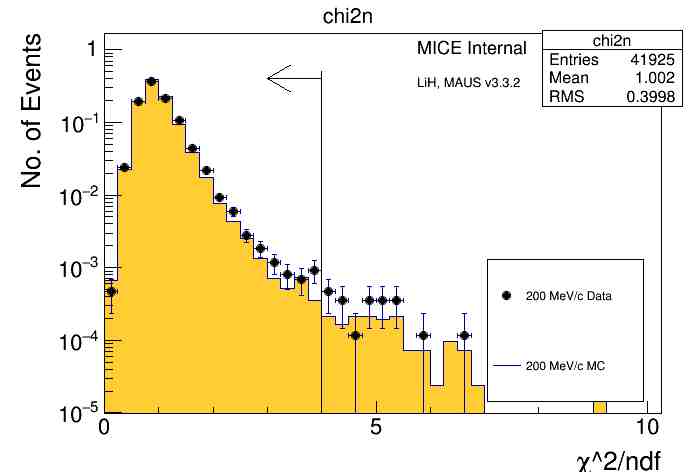 chi2n
No. of Events
1
10^−1
10^−2
10^−3
10^−4
10^−5
MICE Internal
LiH, MAUS v3.3.2
chi2n
Entries 41925
Mean 1.002
RMS 0.3998
200 MeV/c Data
200 MeV/c MC
0 5 10
χ^2/ndf